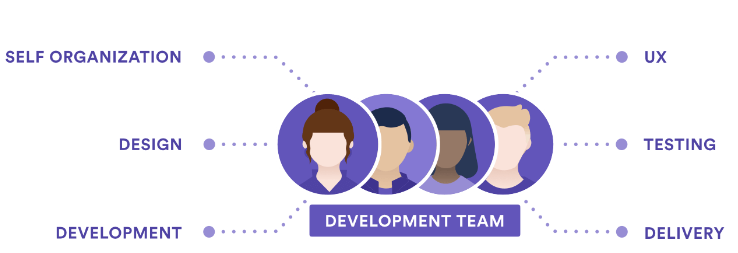 SELF ORGANIZATION
UX
DESIGN
TESTING
DEVELOPMENT TEAM
DEVELOPMENT
DELIVERY